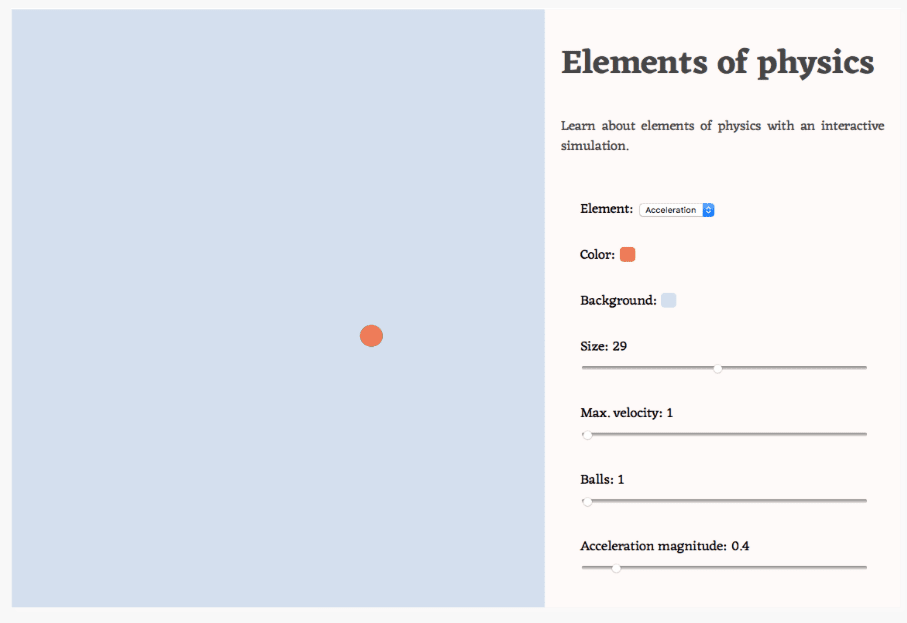 Elements of physics
Learn about elements of physics with an interactive
simulation.
Element: Acceleration
Color:
Background:
Size: 29
Max. velocity: 1
Balls: 1
Acceleration magnitude: 0.4